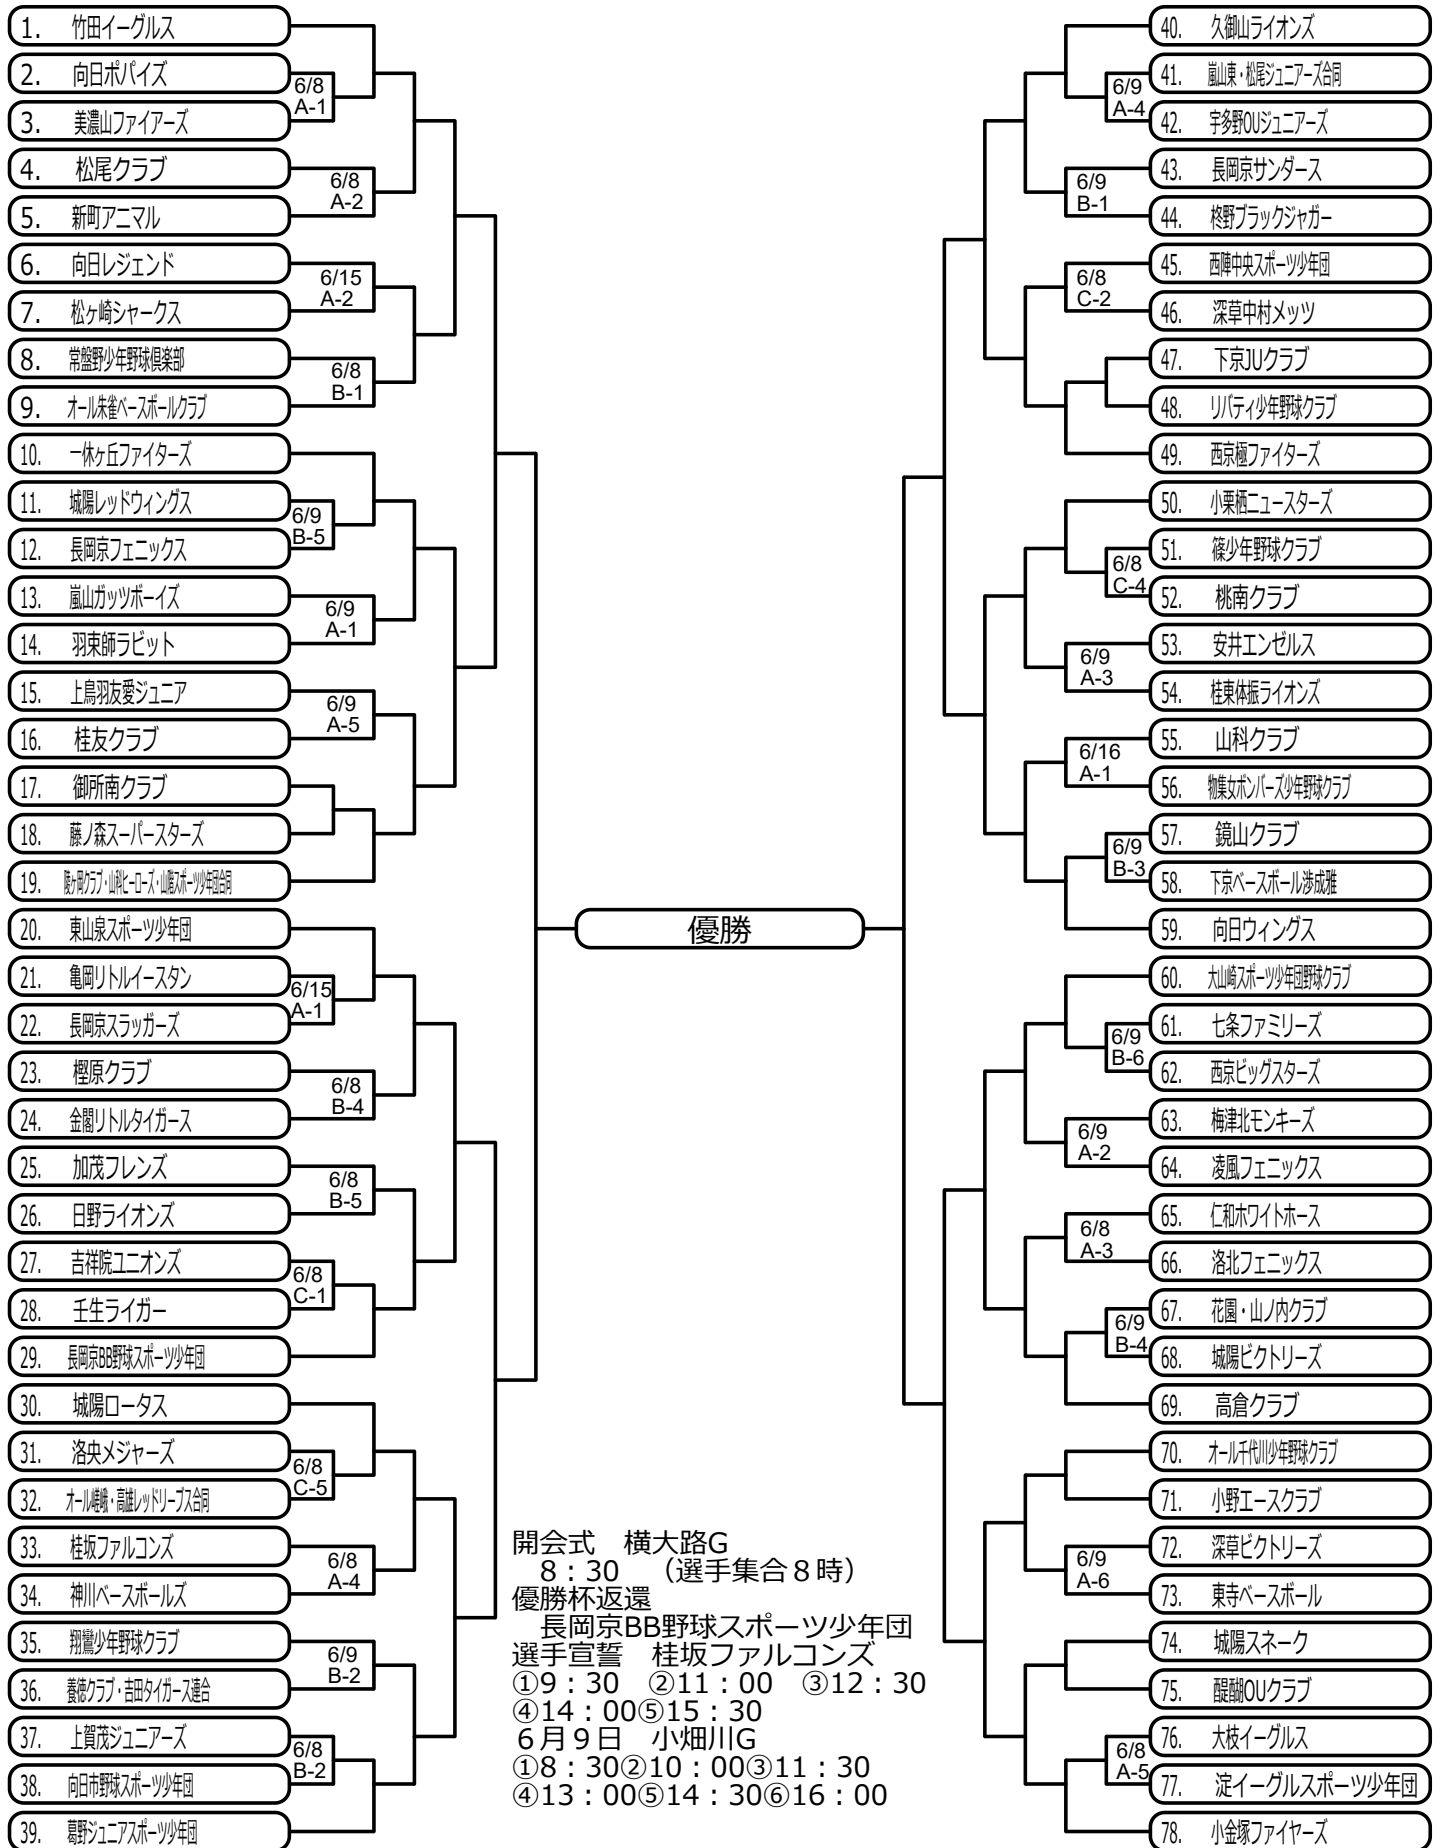 1. 竹田イーグルス
2. 向日ポパイズ
6/8
A-1
3. 美濃山ファイアーズ
4. 松尾クラブ
6/8
A-2
5. 新町アニマル
6. 向日レジェンド
6/15
A-2
7. 松ヶ崎シャークス
8. 常盤野少年野球倶楽部
6/8
B-1
9. オール朱雀ベースボールクラブ
10. 一休ヶ丘ファイターズ
11. 城陽レッドウィングス
6/9
B-5
12. 長岡京フェニックス
13. 嵐山ガッツボーイズ
6/9
A-1
14. 羽束師ラビット
15. 上鳥羽友愛ジュニア
6/9
A-5
16. 桂友クラブ
17. 御所南クラブ
18. 藤ノ森スーパースターズ
19. 陵ヶ岡クラブ・山科ヒーローズ・山階スポーツ少年団合同
20. 東山泉スポーツ少年団
21. 亀岡リトルイースタン
6/15
A-1
22. 長岡京スラッガーズ
23. 樫原クラブ
6/8
B-4
24. 金閣リトルタイガース
25. 加茂フレンズ
6/8
B-5
26. 日野ライオンズ
27. 吉祥院ユニオンズ
6/8
C-1
28. 壬生ライガー
29. 長岡京BB野球スポーツ少年団
30. 城陽ロータス
31. 洛央メジャーズ
6/8
C-5
32. オール嵯峨・高雄レッドリーブス合同
33. 桂坂ファルコンズ
6/8
A-4
34. 神川ベースボールズ
35. 翔鸞少年野球クラブ
6/9
B-2
36. 養徳クラブ・吉田タイガース連合
37. 上賀茂ジュニアーズ
6/8
B-2
38. 向日市野球スポーツ少年団
39. 葛野ジュニアスポーツ少年団
優勝
開会式　横大路G
8：30　（選手集合８時）
優勝杯返還
長岡京BB野球スポーツ少年団
選手宣誓　桂坂ファルコンズ
①9：30　②11：00　③12：30
④14：00⑤15：30
６月９日　小畑川G
①8：30②10：00③11：30
④13：00⑤14：30⑥16：00
40. 久御山ライオンズ
41. 嵐山東・松尾ジュニアーズ合同
6/9
A-4
42. 宇多野OUジュニアーズ
43. 長岡京サンダース
6/9
B-1
44. 柊野ブラックジャガー
45. 西陣中央スポーツ少年団
6/8
C-2
46. 深草中村メッツ
47. 下京JUクラブ
48. リバティ少年野球クラブ
49. 西京極ファイターズ
50. 小栗栖ニュースターズ
51. 篠少年野球クラブ
6/8
C-4
52. 桃南クラブ
53. 安井エンゼルス
6/9
A-3
54. 桂東体振ライオンズ
55. 山科クラブ
6/16
A-1
56. 物集女ボンバーズ少年野球クラブ
57. 鏡山クラブ
6/9
B-3
58. 下京ベースボール渉成雅
59. 向日ウィングス
60. 大山崎スポーツ少年団野球クラブ
61. 七条ファミリーズ
6/9
B-6
62. 西京ビッグスターズ
63. 梅津北モンキーズ
6/9
A-2
64. 凌風フェニックス
65. 仁和ホワイトホース
6/8
A-3
66. 洛北フェニックス
67. 花園・山ノ内クラブ
6/9
B-4
68. 城陽ビクトリーズ
69. 高倉クラブ
70. オール千代川少年野球クラブ
71. 小野エースクラブ
72. 深草ビクトリーズ
6/9
A-6
73. 東寺ベースボール
74. 城陽スネーク
75. 醍醐OUクラブ
76. 大枝イーグルス
6/8
A-5
77. 淀イーグルスポーツ少年団
78. 小金塚ファイヤーズ